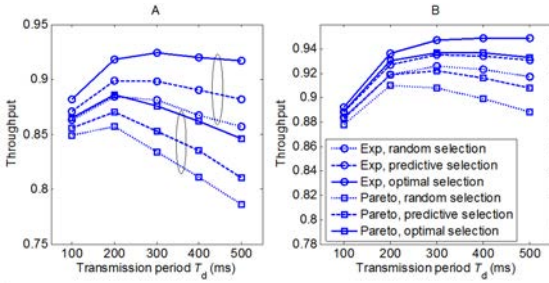 A
Throughput
0.95
0.9
0.85
0.8
0.75
100 200 300 400 500
Transmission period Td (ms)
B
Throughput
0.94
0.92
0.9
0.88
0.86
0.84
0.82
0.8
0.78
100 200 300 400 500
Transmission period Td (ms)
Exp, random selection
Exp, predictive selection
Exp, optimal selection
Pareto, random selection
Pareto, predictive selection
Pareto, optimal selection